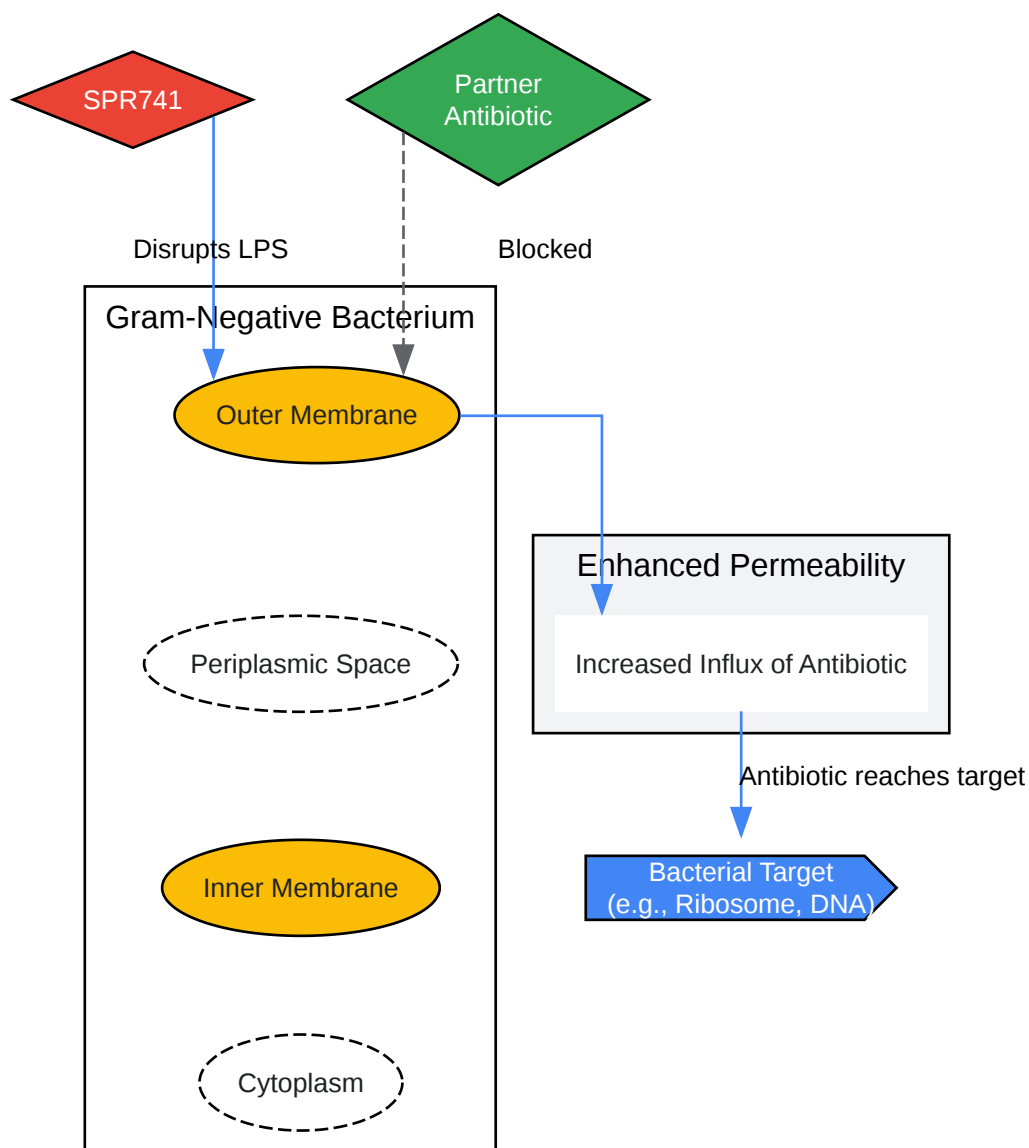 SPR741
Partner
Antibiotic
Disrupts LPS
Blocked
Gram-Negative Bacterium
Outer Membrane
Enhanced Permeability
Periplasmic Space
Increased Influx of Antibiotic
Antibiotic reaches target
Inner Membrane
Bacterial Target
(e.g., Ribosome, DNA)
Cytoplasm